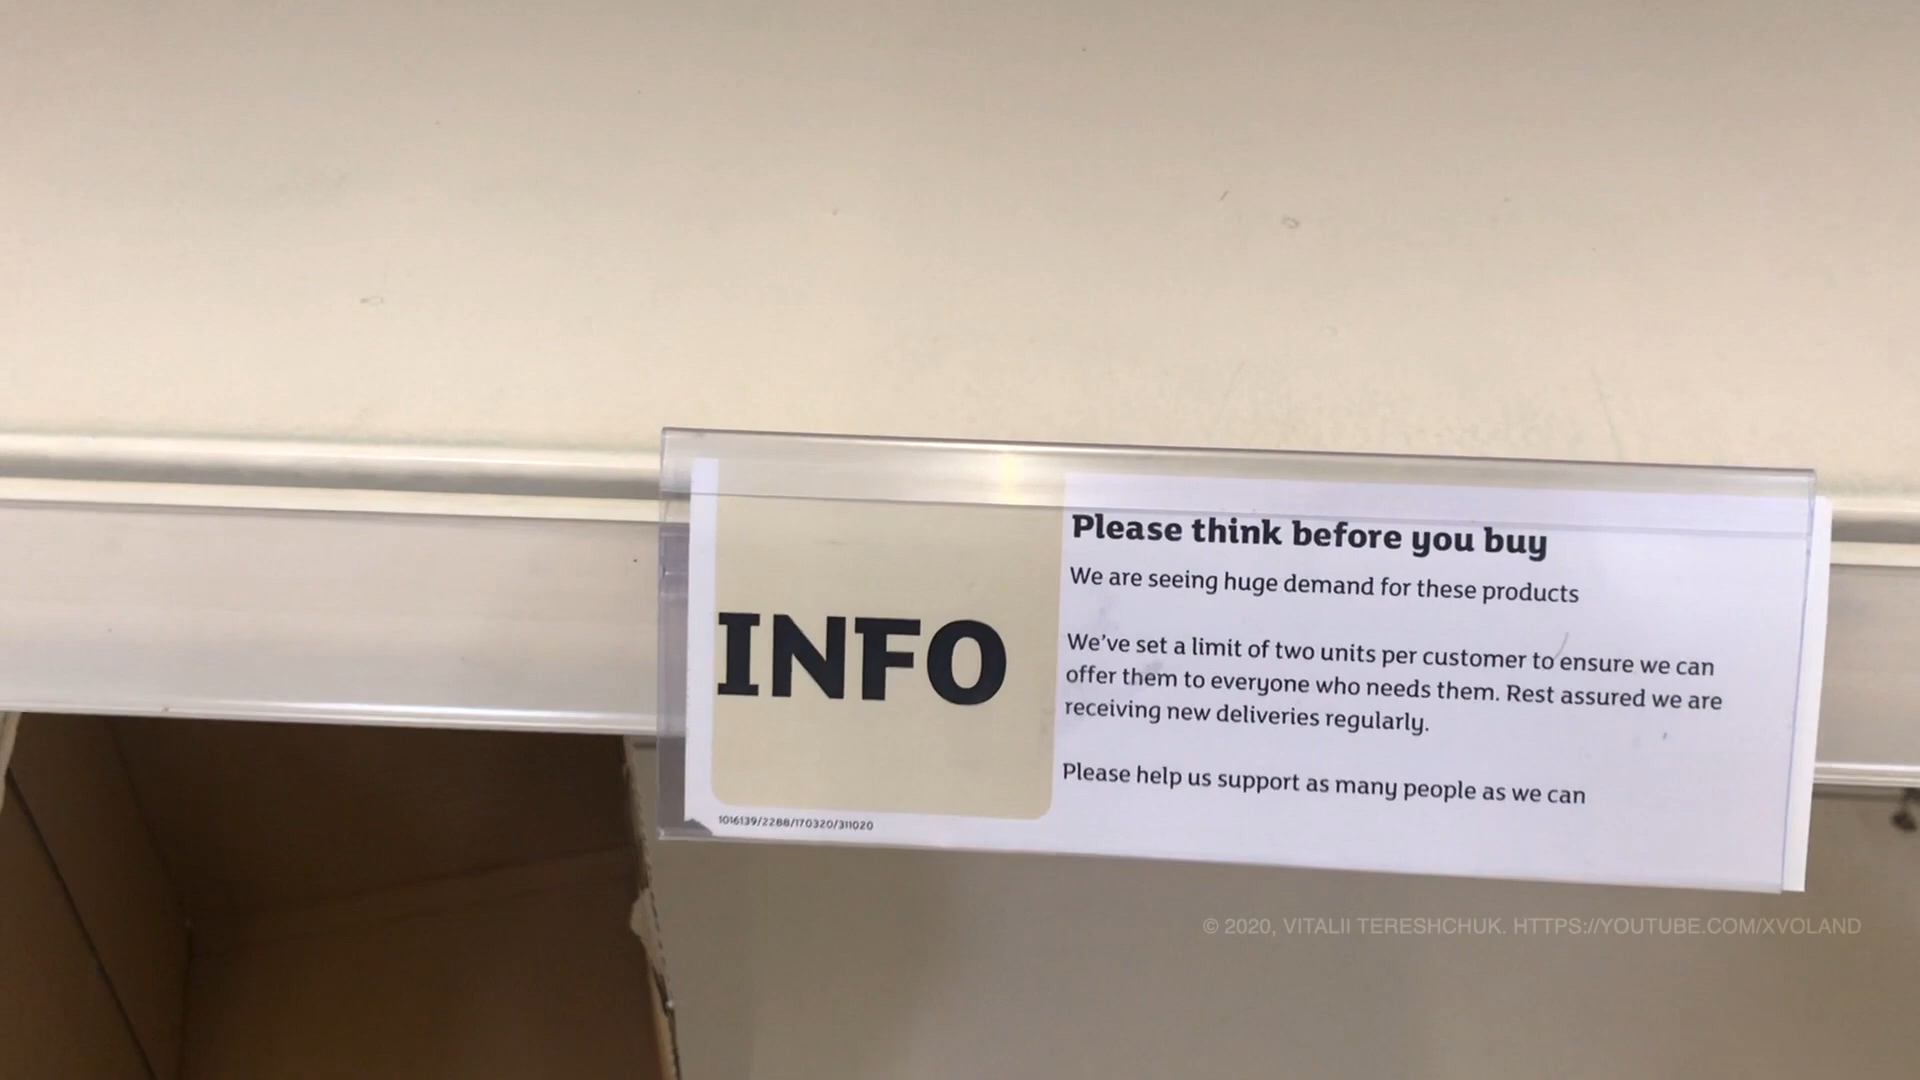 INFO
Please think before you buy
We are seeing huge demand for these products
We've set a limit of two units per customer to ensure we can
offer them to everyone who needs them. Rest assured we are
receiving new deliveries regularly.
Please help us support as many people as we can
1016139/2288/170320/311020
© 2020, VITALII TERESHCHUK. HTTPS://YOUTUBE.COM/XVOLAND